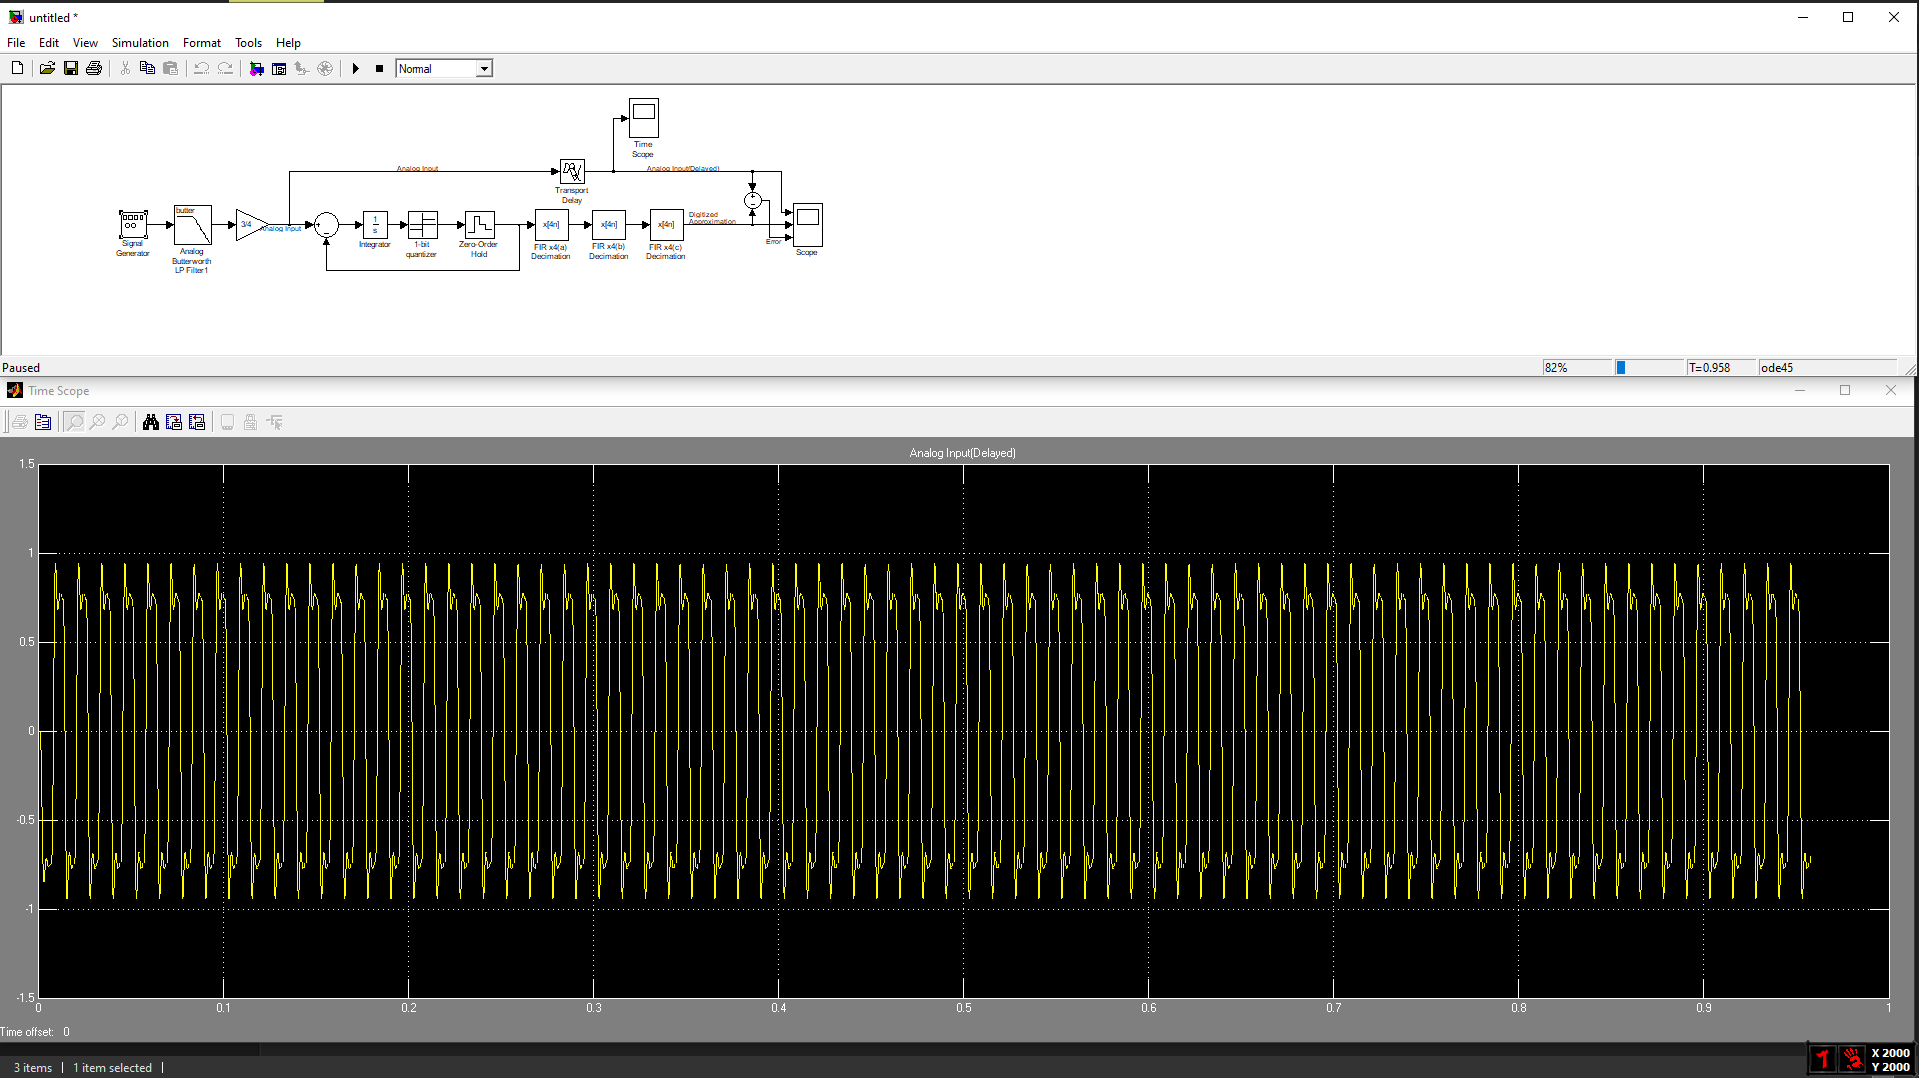 untitled *
File Edit View Simulation Format Tools Help
Normal
Time
Scope
Analog Input
Analog Input(Delayed)
Transport
Delay
butter
3/4
Analog Input
1
s
x[4n]
x[4n]
x[4n]
Digitized
Approximation
Error
Signal
Generator
Analog
Butterworth
LP Filter1
Integrator
1-bit
quantizer
Zero-Order
Hold
FIR x4(a)
Decimation
FIR x4(b)
Decimation
FIR x4(c)
Decimation
Scope
Paused
82%
T=0.958
ode45
Time Scope
Analog Input(Delayed)
1.5
1
0.5
0
-0.5
-1
-1.5
0 0.1 0.2 0.3 0.4 0.5 0.6 0.7 0.8 0.9 1
Time offset: 0
3 items 1 item selected
X 2000
Y 2000